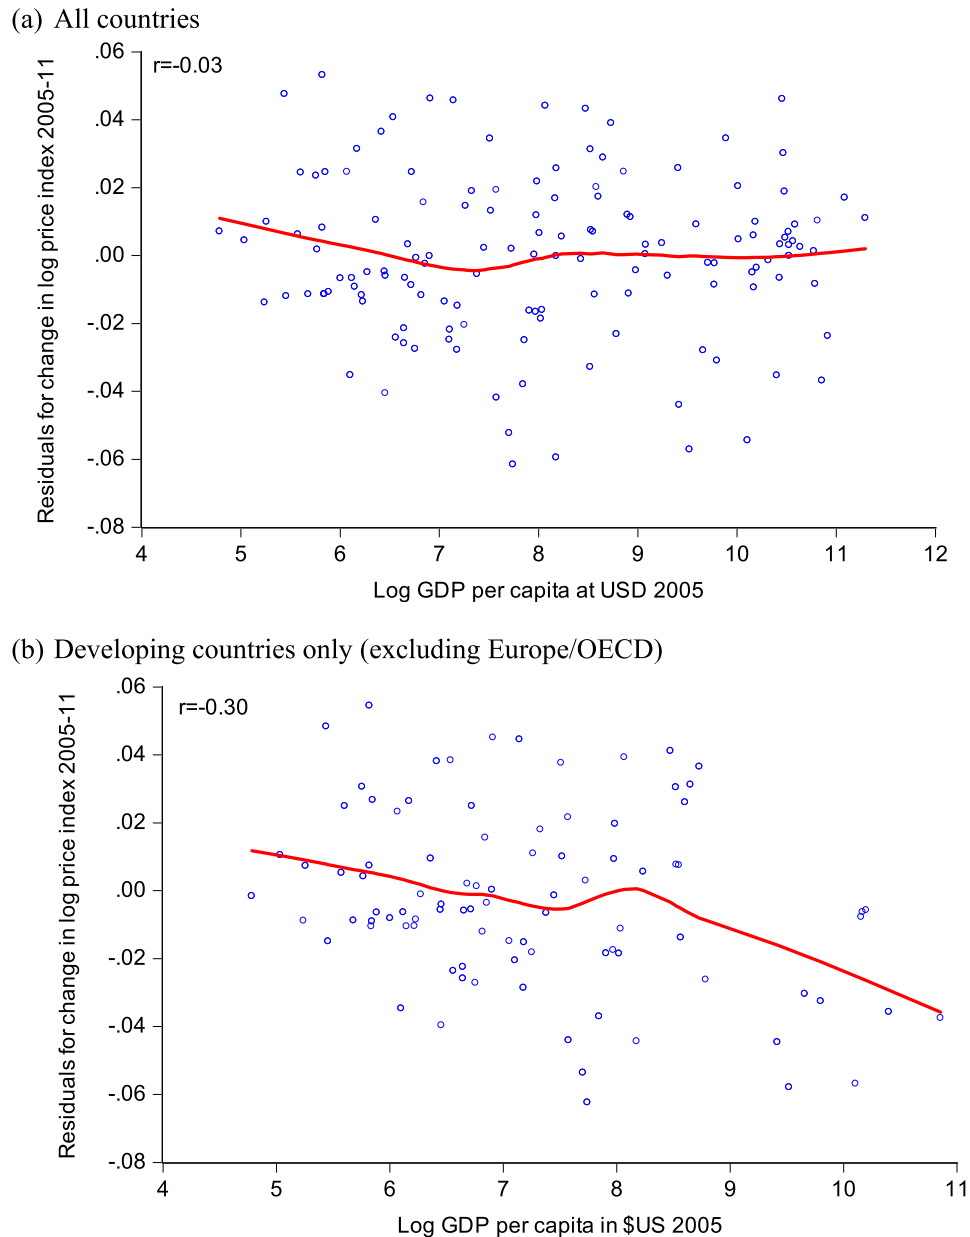 (a) All countries
r=-0.03
Residuals for change in log price index 2005-11
.06
.04
.02
.00
-.02
-.04
-.06
-.08
4 5 6 7 8 9 10 11 12
Log GDP per capita at USD 2005
(b) Developing countries only (excluding Europe/OECD)
r=-0.30
Residuals for change in log price index 2005-11
.06
.04
.02
.00
-.02
-.04
-.06
-.08
4 5 6 7 8 9 10 11
Log GDP per capita in $US 2005